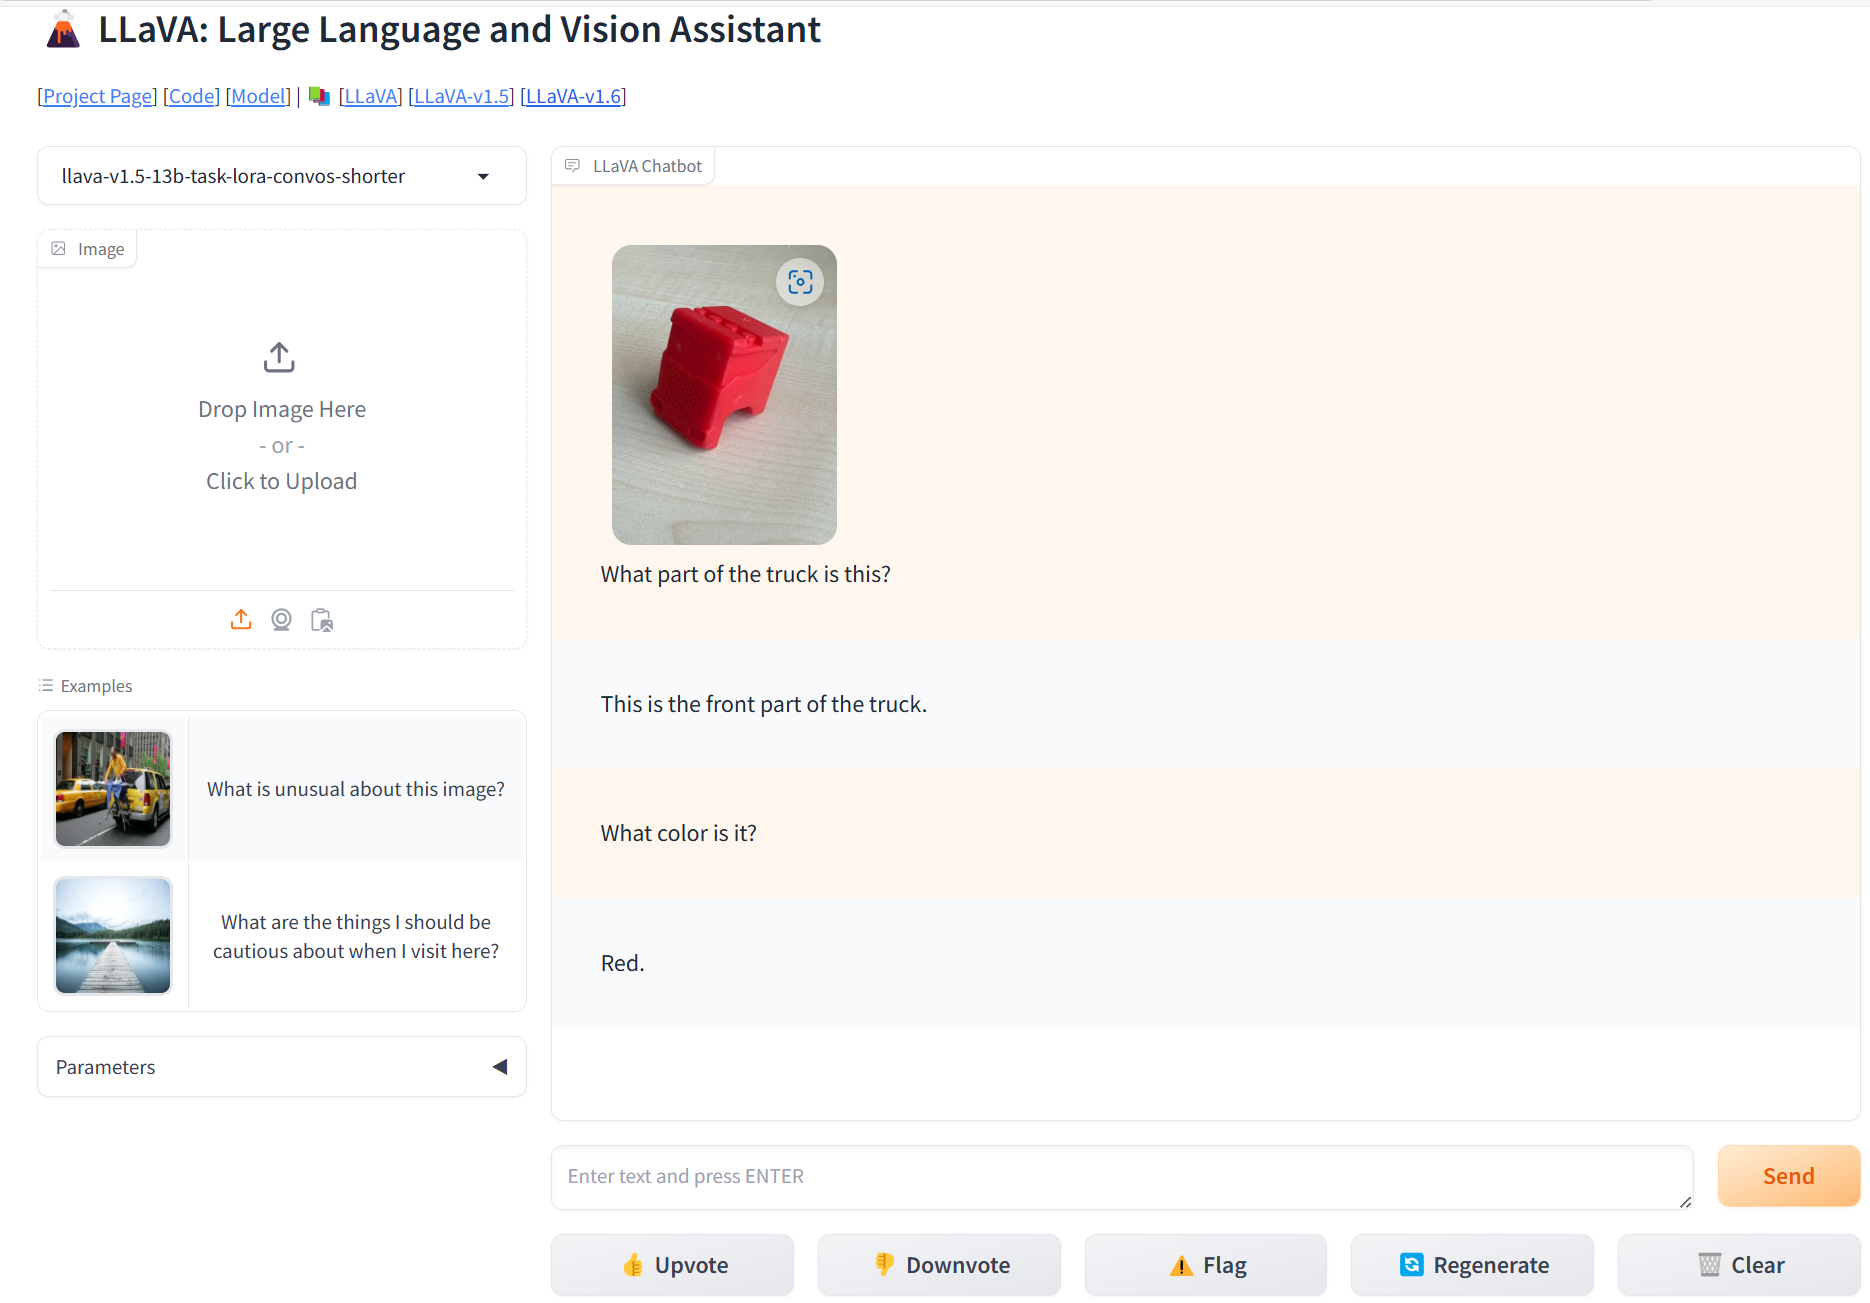 LLaVA: Large Language and Vision Assistant
[Project Page] [Code] [Model] | [LLaVA] [LLaVA-v1.5] [LLaVA-v1.6]
llava-v1.5-13b-task-lora-convos-shorter
Image
Drop Image Here
- or -
Click to Upload
Examples
What is unusual about this image?
What are the things I should be
cautious about when I visit here?
Parameters
LLaVA Chatbot
What part of the truck is this?
This is the front part of the truck.
What color is it?
Red.
Enter text and press ENTER
Send
Upvote
Downvote
Flag
Regenerate
Clear